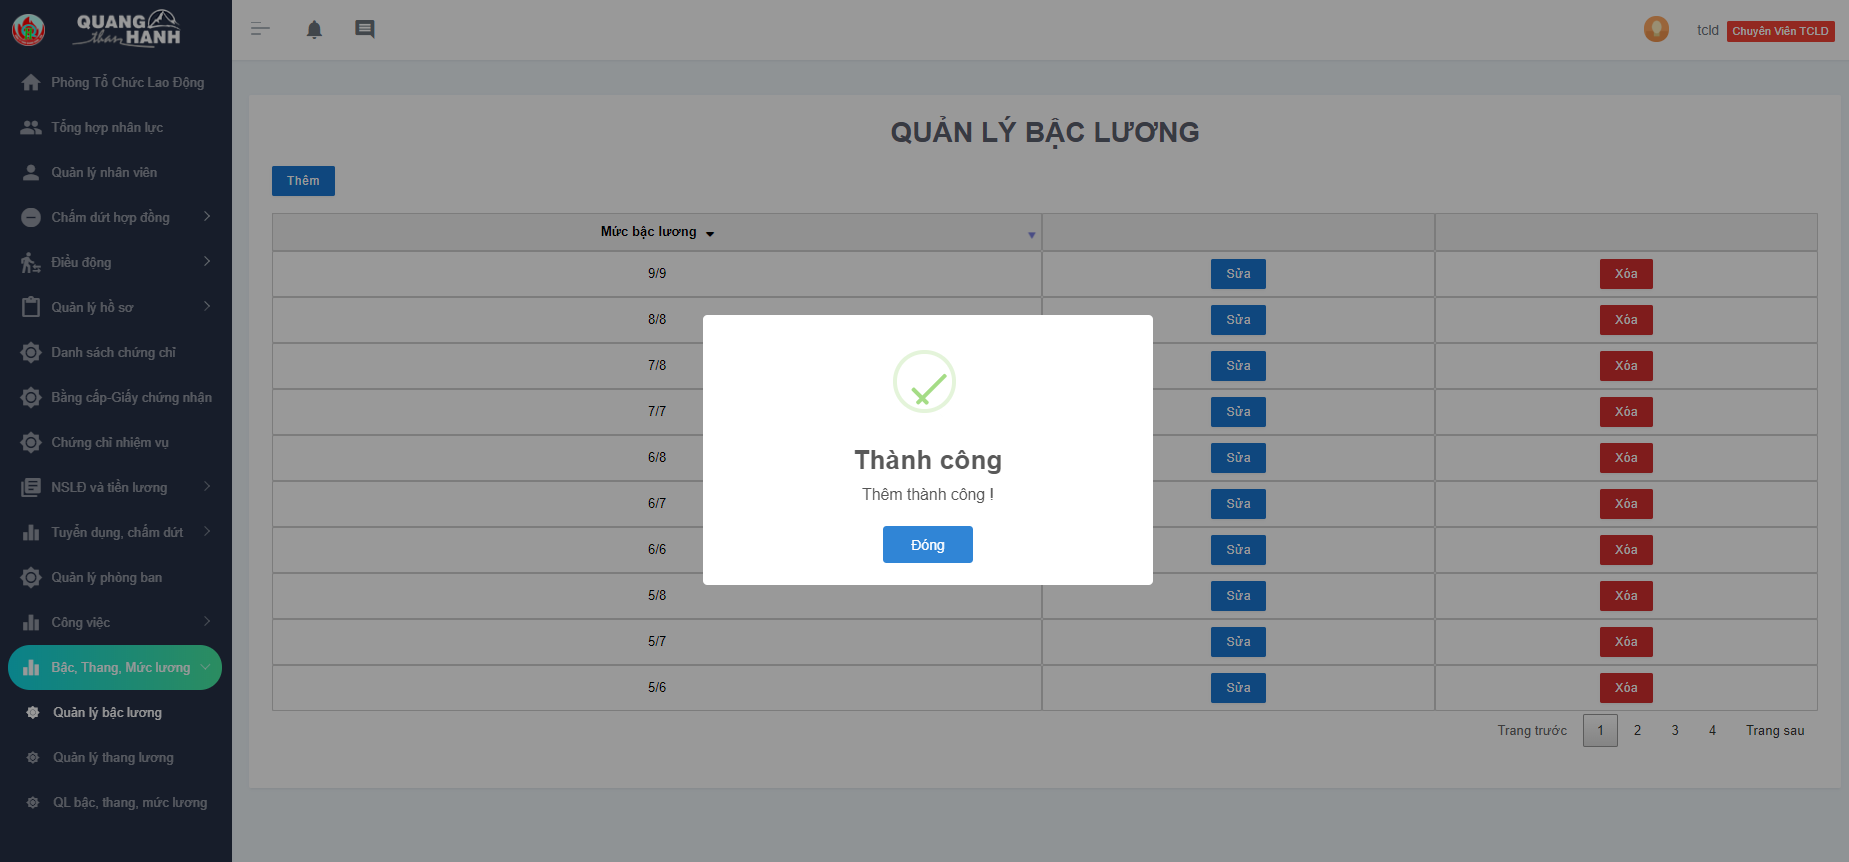 QUANG
than HANH
Phòng Tổ Chức Lao Động
Tổng hợp nhân lực
Quản lý nhân viên
Chấm dứt hợp đồng
Điều động
Quản lý hồ sơ
Danh sách chứng chỉ
Bằng cấp-Giấy chứng nhận
Chứng chỉ nhiệm vụ
NSLĐ và tiền lương
Tuyển dụng, chấm dứt
Quản lý phòng ban
Công việc
Bậc, Thang, Mức lương
Quản lý bậc lương
Quản lý thang lương
QL bậc, thang, mức lương
tcld Chuyên Viên TCLD
QUẢN LÝ BẬC LƯƠNG
Thêm
Mức bậc lương
9/9 Sửa Xóa
8/8 Sửa Xóa
7/8 Sửa Xóa
7/7 Sửa Xóa
6/8 Sửa Xóa
6/7 Sửa Xóa
6/6 Sửa Xóa
5/8 Sửa Xóa
5/7 Sửa Xóa
5/6 Sửa Xóa
Trang trước 1 2 3 4 Trang sau
Thành công
Thêm thành công !
Đóng